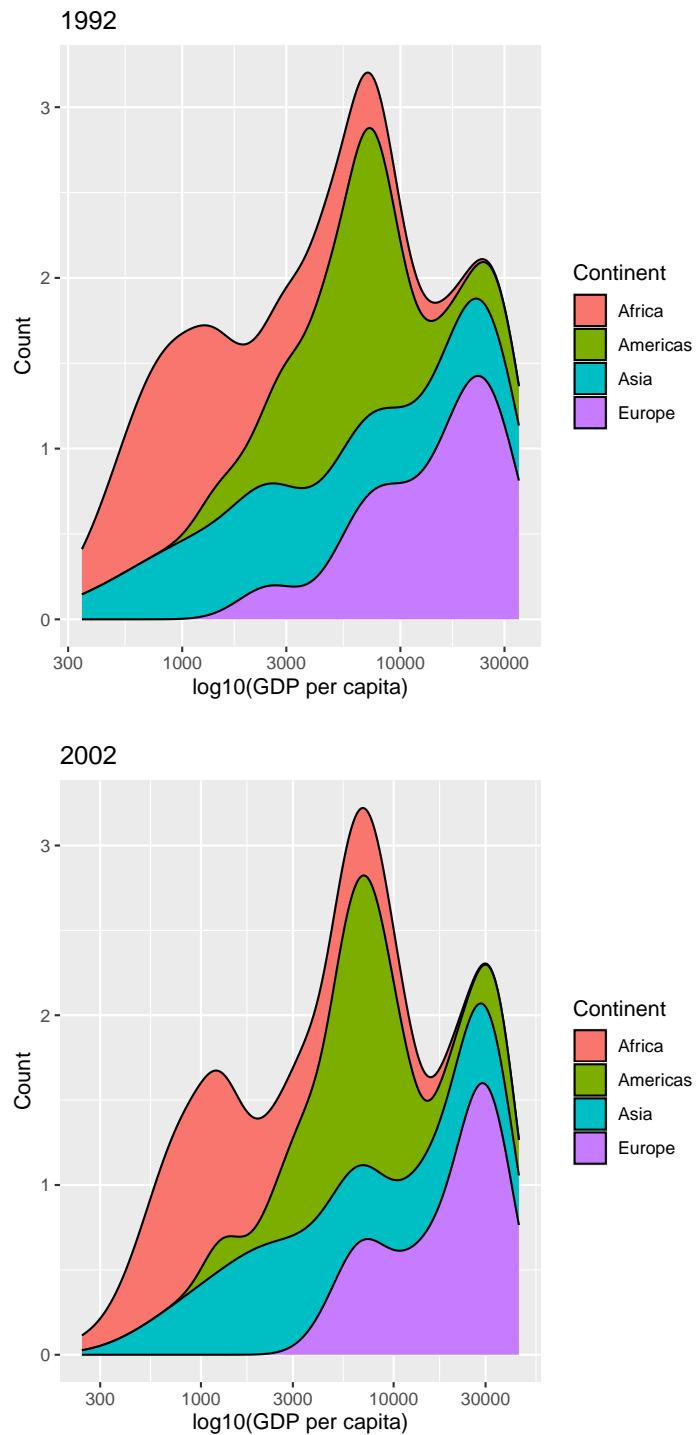 1992
3
2
1
0
Count
300 1000 3000 10000 30000
log10(GDP per capita)
Continent
Africa
Americas
Asia
Europe
2002
3
2
1
0
Count
300 1000 3000 10000 30000
log10(GDP per capita)
Continent
Africa
Americas
Asia
Europe